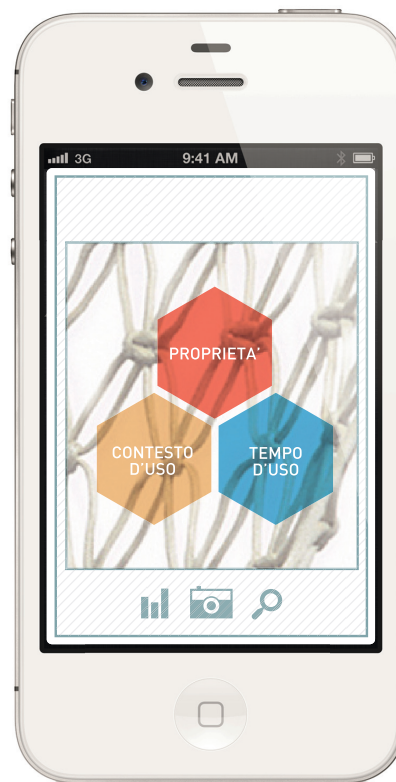 3G 9:41 AM
PROPRIETA'
CONTESTO
D'USO
TEMPO
D'USO